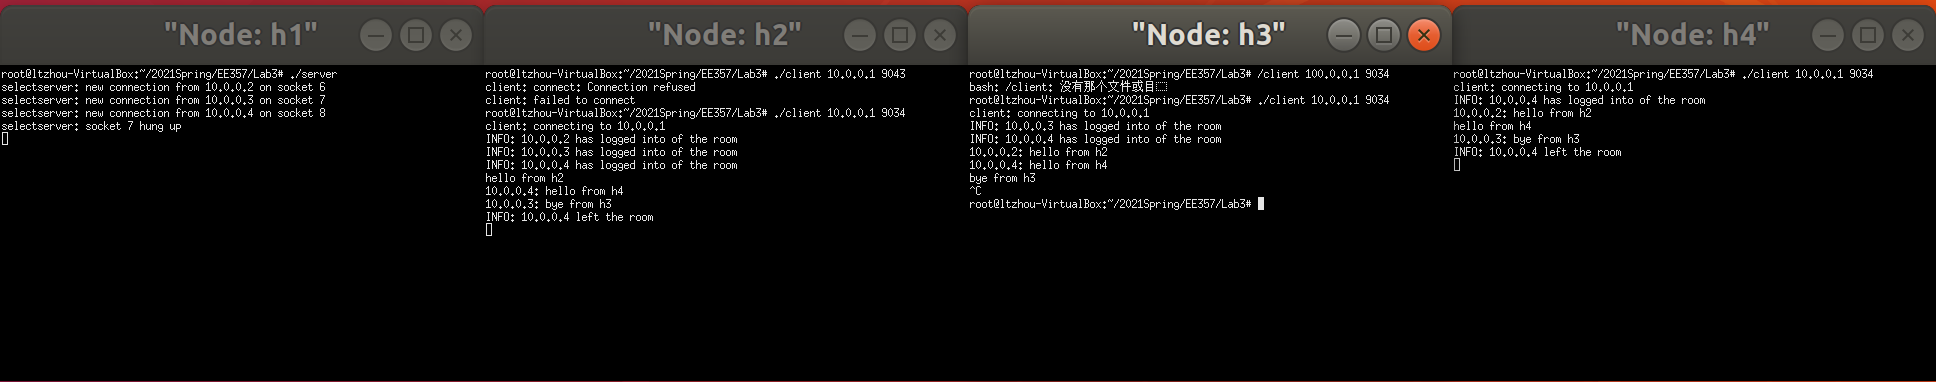 "Node: h1"
root@ltzhou-VirtualBox:~/2021Spring/EE357/Lab3# ./server
selectserver: new connection from 10.0.0.2 on socket 6
selectserver: new connection from 10.0.0.3 on socket 7
selectserver: new connection from 10.0.0.4 on socket 8
selectserver: socket 7 hung up
"Node: h2"
root@ltzhou-VirtualBox:~/2021Spring/EE357/Lab3# ./client 10.0.0.1 9043
client: connect: Connection refused
client: failed to connect
root@ltzhou-VirtualBox:~/2021Spring/EE357/Lab3# ./client 10.0.0.1 9034
client: connecting to 10.0.0.1
INFO: 10.0.0.2 has logged into of the room
INFO: 10.0.0.3 has logged into of the room
INFO: 10.0.0.4 has logged into of the room
hello from h2
10.0.0.4: hello from h4
10.0.0.3: bye from h3
INFO: 10.0.0.4 left the room
"Node: h3"
root@ltzhou-VirtualBox:~/2021Spring/EE357/Lab3# /client 100.0.0.1 9034
bash: /client: 没有那个文件或目
root@ltzhou-VirtualBox:~/2021Spring/EE357/Lab3# ./client 10.0.0.1 9034
client: connecting to 10.0.0.1
INFO: 10.0.0.3 has logged into of the room
INFO: 10.0.0.4 has logged into of the room
10.0.0.2: hello from h2
10.0.0.4: hello from h4
bye from h3
^C
root@ltzhou-VirtualBox:~/2021Spring/EE357/Lab3#
"Node: h4"
root@ltzhou-VirtualBox:~/2021Spring/EE357/Lab3# ./client 10.0.0.1 9034
client: connecting to 10.0.0.1
INFO: 10.0.0.4 has logged into of the room
10.0.0.2: hello from h2
hello from h4
10.0.0.3: bye from h3
INFO: 10.0.0.4 left the room